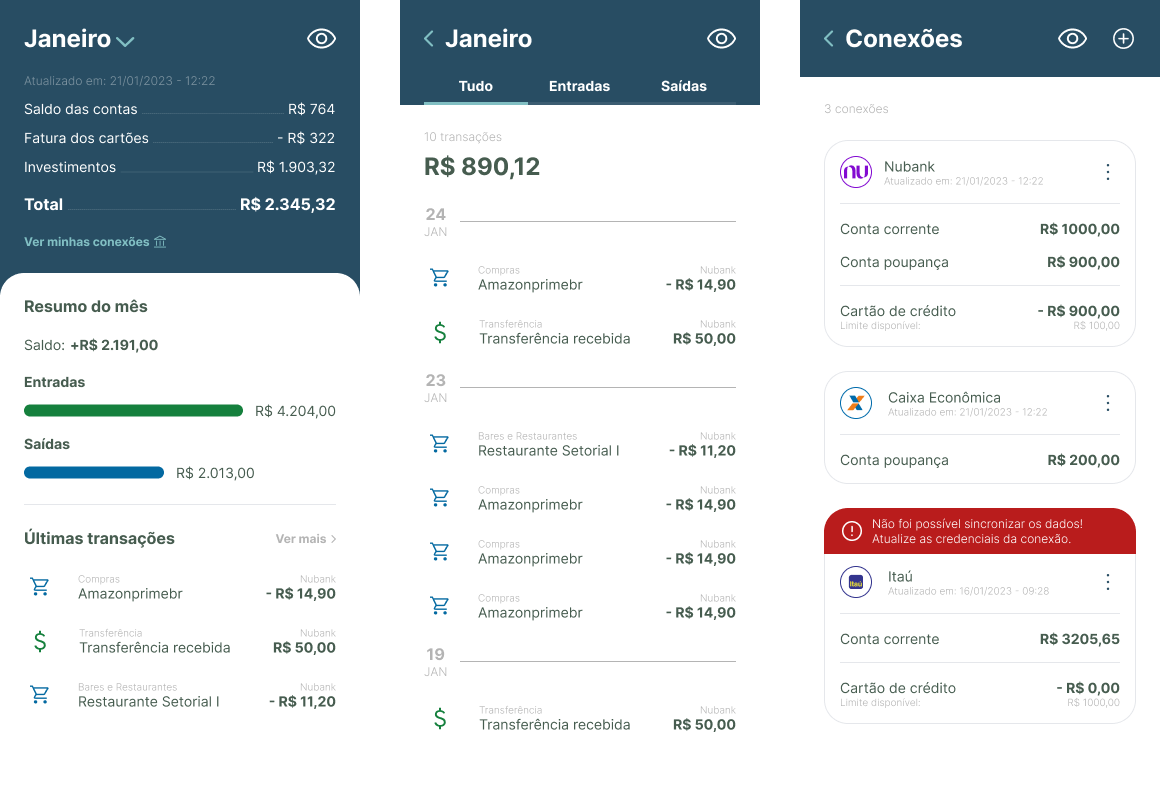 Janeiro
Atualizado em: 21/01/2023 - 12:22
Saldo das contas R$ 764
Fatura dos cartões - R$ 322
Investimentos R$ 1.903,32
Total R$ 2.345,32
Ver minhas conexões
Resumo do mês
Saldo: +R$ 2.191,00
Entradas
R$ 4.204,00
Saídas
R$ 2.013,00
Últimas transações Ver mais
Compras Nubank
Amazonprimebr - R$ 14,90
Transferência Nubank
Transferência recebida R$ 50,00
Bares e Restaurantes Nubank
Restaurante Setorial I - R$ 11,20
Janeiro
Tudo Entradas Saídas
10 transações
R$ 890,12
24
JAN
Compras Nubank
Amazonprimebr - R$ 14,90
Transferência Nubank
Transferência recebida R$ 50,00
23
JAN
Bares e Restaurantes Nubank
Restaurante Setorial I - R$ 11,20
Compras Nubank
Amazonprimebr - R$ 14,90
Compras Nubank
Amazonprimebr - R$ 14,90
Compras Nubank
Amazonprimebr - R$ 14,90
19
JAN
Transferência Nubank
Transferência recebida R$ 50,00
Conexões
3 conexões
nu
Nubank
Atualizado em: 21/01/2023 - 12:22
Conta corrente R$ 1000,00
Conta poupança R$ 900,00
Cartão de crédito - R$ 900,00
Limite disponível: R$ 100,00
Caixa Econômica
Atualizado em: 21/01/2023 - 12:22
Conta poupança R$ 200,00
Não foi possível sincronizar os dados!
Atualize as credenciais da conexão.
Itaú
Itaú
Atualizado em: 16/01/2023 - 09:28
Conta corrente R$ 3205,65
Cartão de crédito - R$ 0,00
Limite disponível: R$ 1000,00